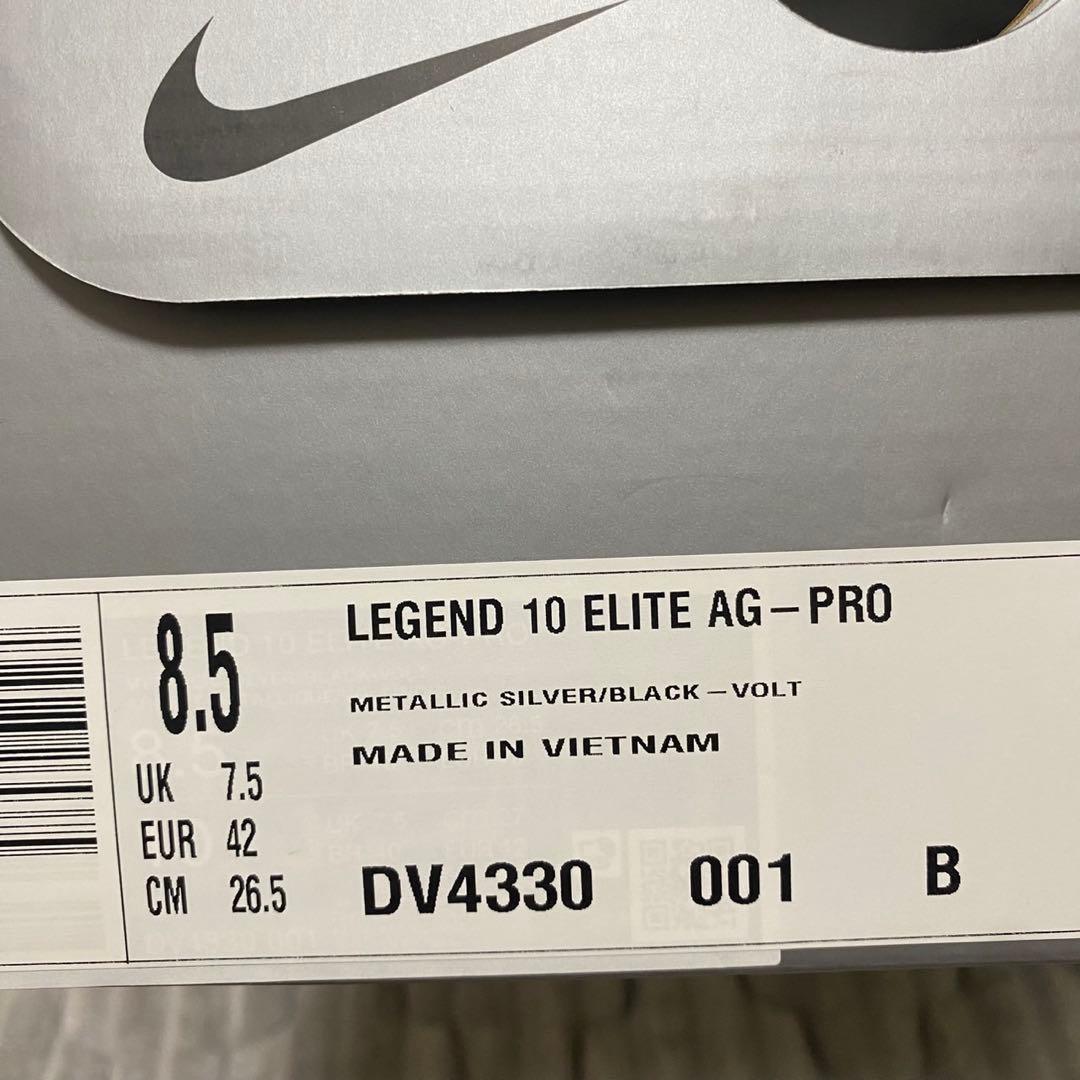 8.5
LEGEND 10 ELITE AG-PRO
METALLIC SILVER/BLACK-VOLT
MADE IN VIETNAM
UK 7.5
EUR 42
CM 26.5
DV4330 001 B